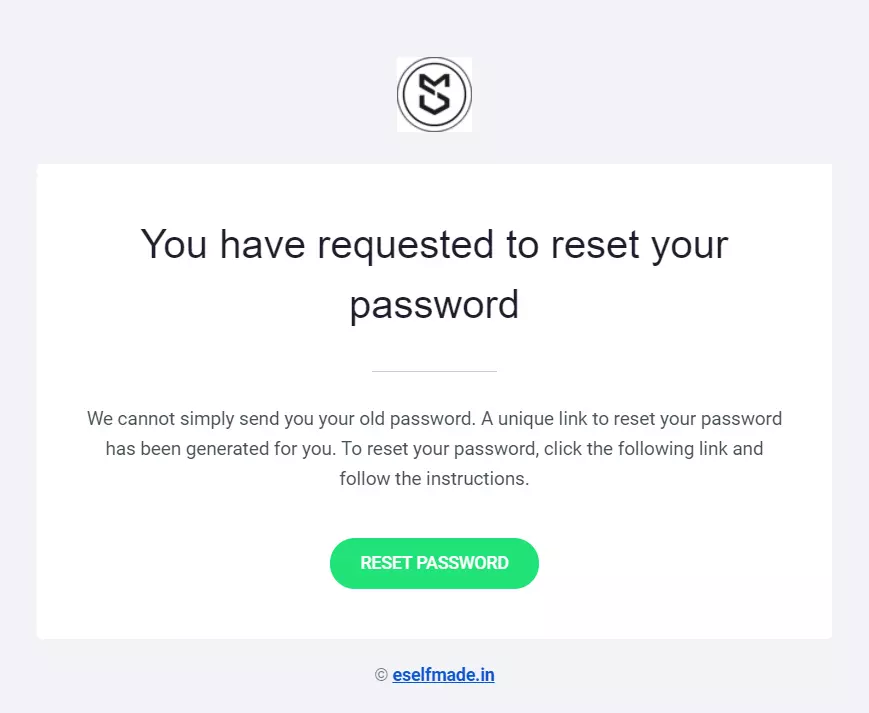 You have requested to reset your
password
We cannot simply send you your old password. A unique link to reset your password
has been generated for you. To reset your password, click the following link and
follow the instructions.
RESET PASSWORD
© eselfmade.in